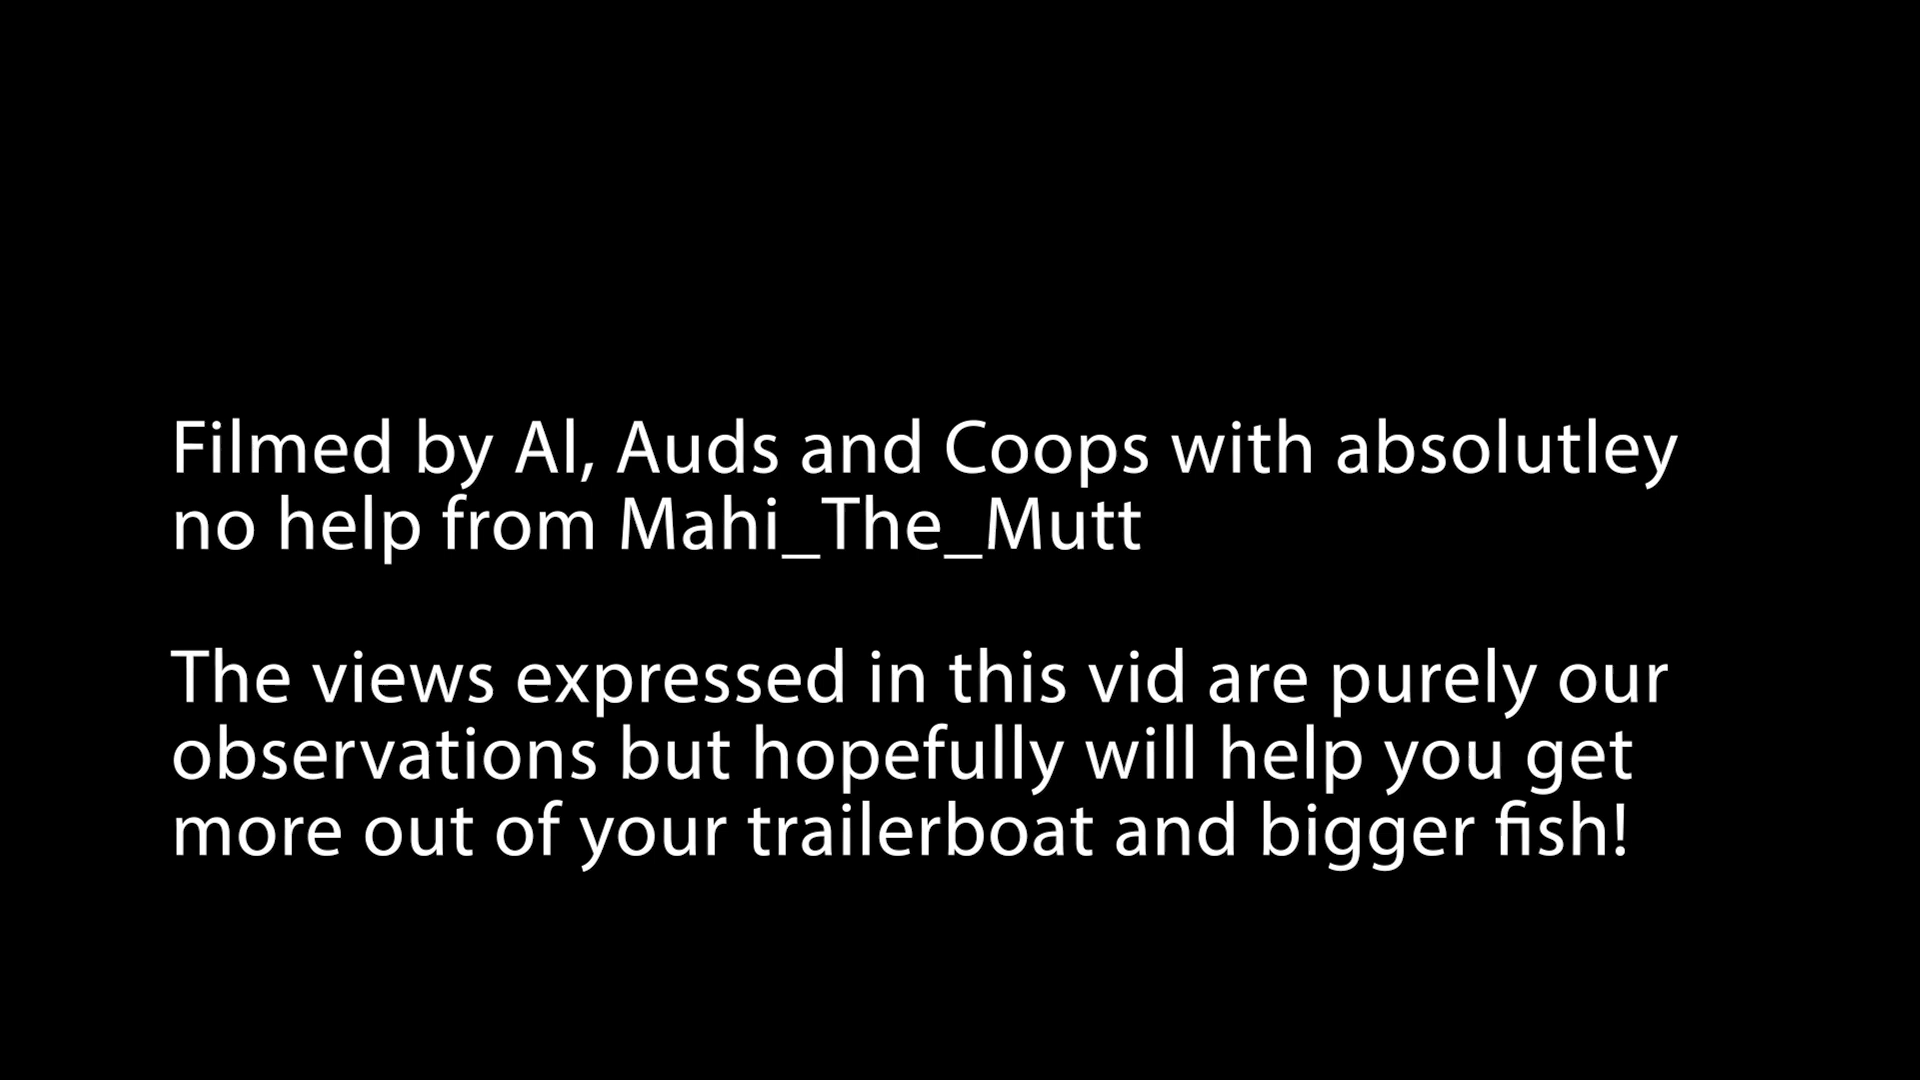 Filmed by Al, Auds and Coops with absolutley
no help from Mahi_The_Mutt
The views expressed in this vid are purely our
observations but hopefully will help you get
more out of your trailerboat and bigger fish!